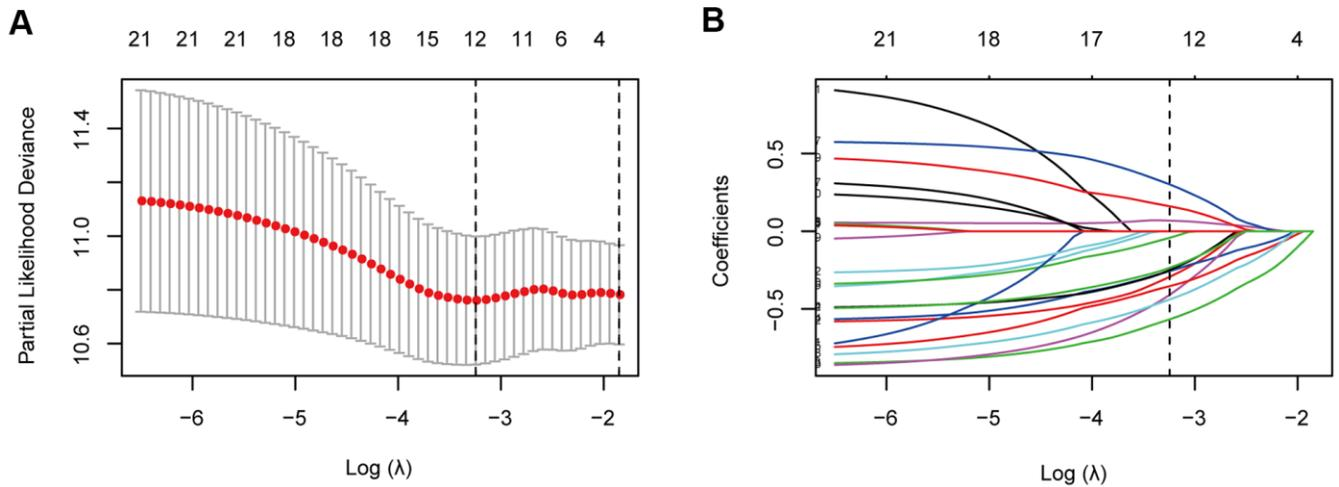 A
21 21 21 18 18 18 15 12 11 6 4
Partial Likelihood Deviance
11.4
11.0
10.6
−6 −5 −4 −3 −2
Log (λ)
B
21 18 17 12 4
Coefficients
0.5
0.0
−0.5
−6 −5 −4 −3 −2
Log (λ)